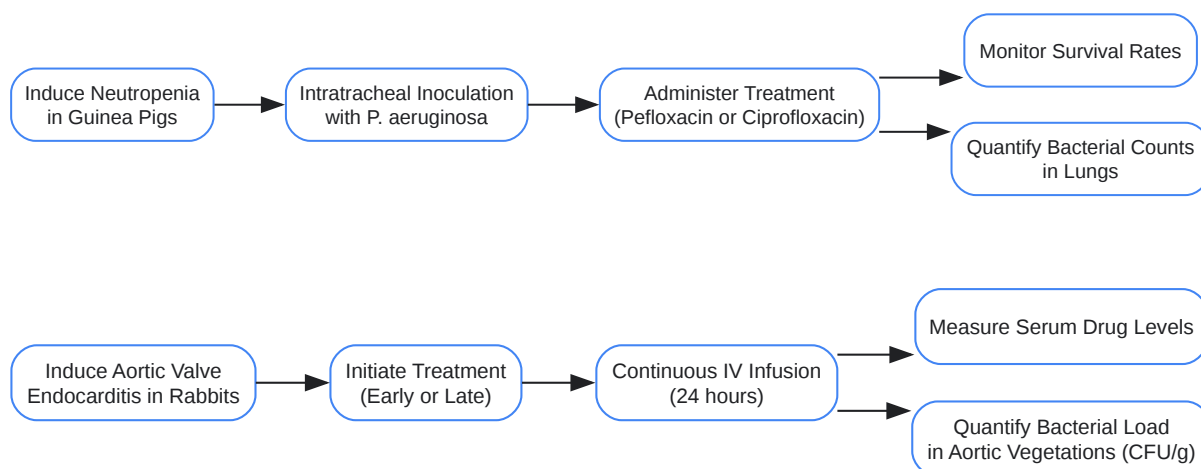 Induce Neutropenia
in Guinea Pigs
Intratracheal Inoculation
with P. aeruginosa
Administer Treatment
(Pefloxacin or Ciprofloxacin)
Monitor Survival Rates
Quantify Bacterial Counts
in Lungs
Induce Aortic Valve
Endocarditis in Rabbits
Initiate Treatment
(Early or Late)
Continuous IV Infusion
(24 hours)
Measure Serum Drug Levels
Quantify Bacterial Load
in Aortic Vegetations (CFU/g)